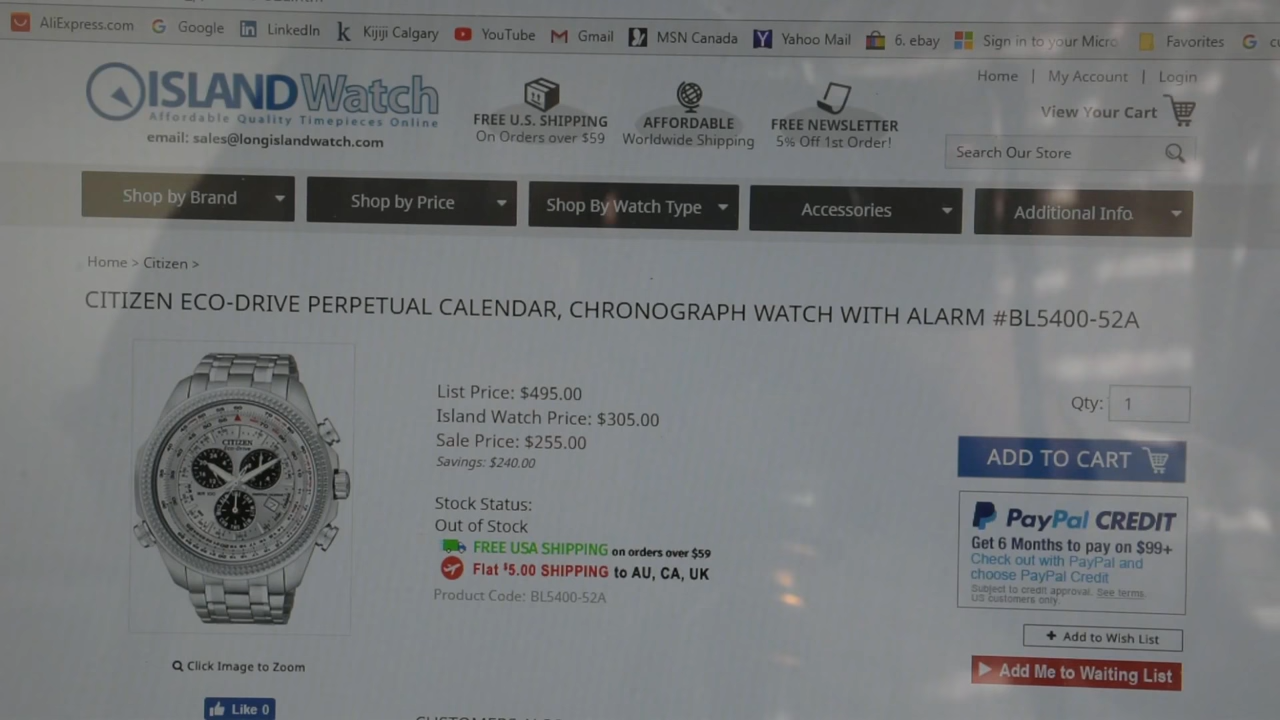 AliExpress.com Google LinkedIn Kijiji Calgary YouTube Gmail MSN Canada Yahoo Mail 6. ebay Sign in to your Micro Favorites
ISLAND Watch
Affordable Quality Timepieces Online
email: sales@longislandwatch.com
FREE U.S. SHIPPING
On Orders over $59
AFFORDABLE
Worldwide Shipping
FREE NEWSLETTER
5% Off 1st Order!
Home | My Account | Login
View Your Cart
Search Our Store
Shop by Brand Shop by Price Shop By Watch Type Accessories Additional Info
Home > Citizen >
CITIZEN ECO-DRIVE PERPETUAL CALENDAR, CHRONOGRAPH WATCH WITH ALARM #BL5400-52A
CITIZEN
Eco-Drive
List Price: $495.00
Island Watch Price: $305.00
Sale Price: $255.00
Savings: $240.00
Stock Status:
Out of Stock
FREE USA SHIPPING on orders over $59
Flat $5.00 SHIPPING to AU, CA, UK
Product Code: BL5400-52A
Qty: 1
ADD TO CART
PayPal CREDIT
Get 6 Months to pay on $99+
Check out with PayPal and
choose PayPal Credit
Subject to credit approval. See terms.
US customers only.
+ Add to Wish List
Add Me to Waiting List
Click Image to Zoom
Like 0